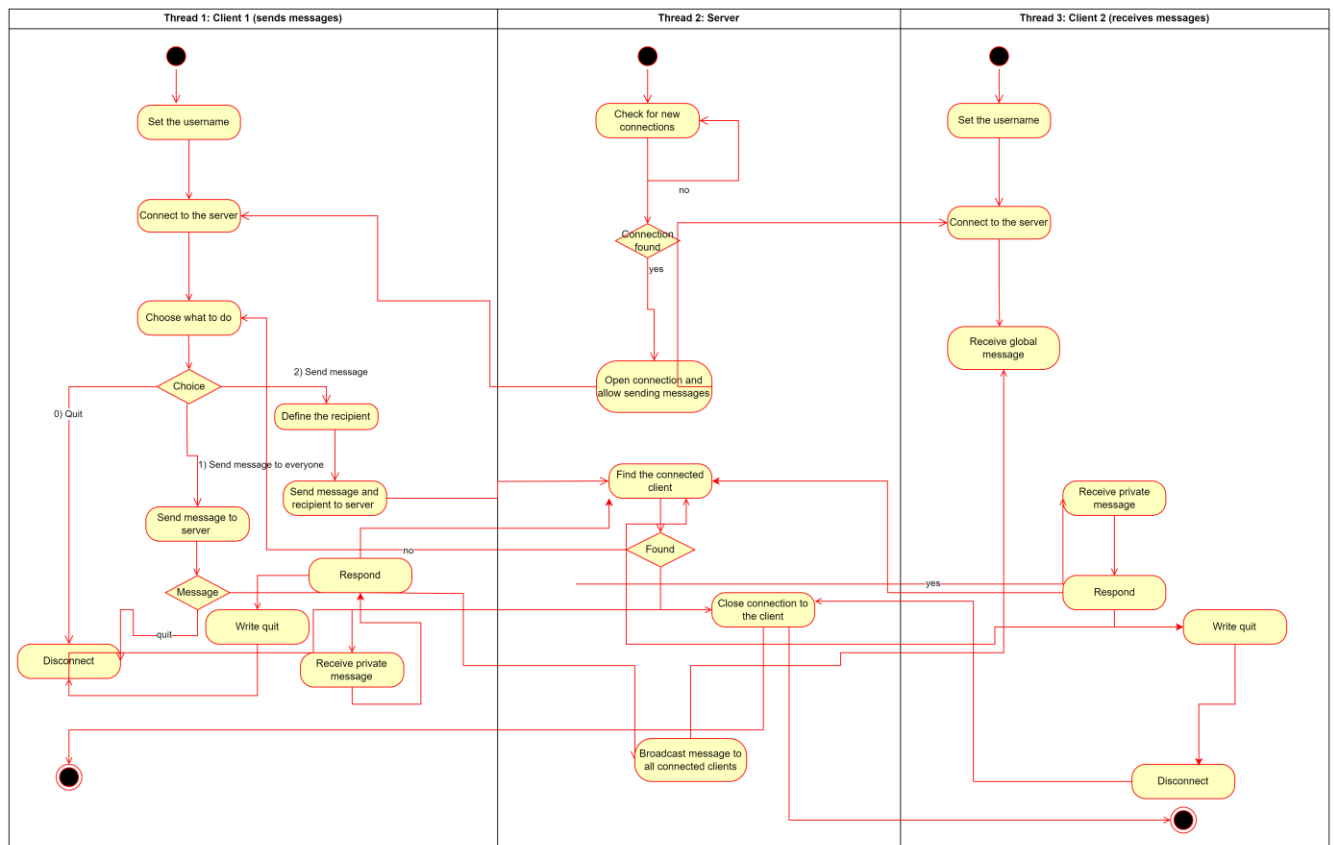 Thread 1: Client 1 (sends messages)
Thread 2: Server
Thread 3: Client 2 (receives messages)
Set the username
Connect to the server
Choose what to do
Choice
0) Quit
2) Send message
Define the recipient
1) Send message to everyone
Send message and
recipient to server
Send message to
server
Message
quit
Respond
Write quit
Disconnect
Receive private
message
Check for new
connections
no
Connection
found
yes
Open connection and
allow sending messages
Find the connected
client
Found
no
yes
Close connection to
the client
Broadcast message to
all connected clients
Set the username
Connect to the server
Receive global
message
Receive private
message
Respond
Write quit
Disconnect